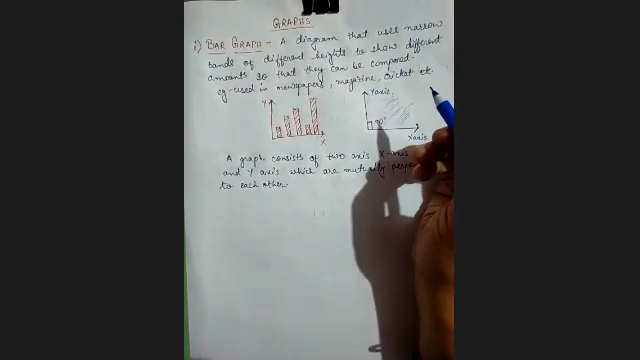 GRAPHS
i) BAR GRAPH - A diagram that uses narrow
bands of different heights to show different
amounts so that they can be compared.
eg - used in newspapers, magazine, cricket etc.
Y
X
Y axis
90°
X axis
A graph consists of two axis X-axis
and Y axis which are mutually perpe
to each other.